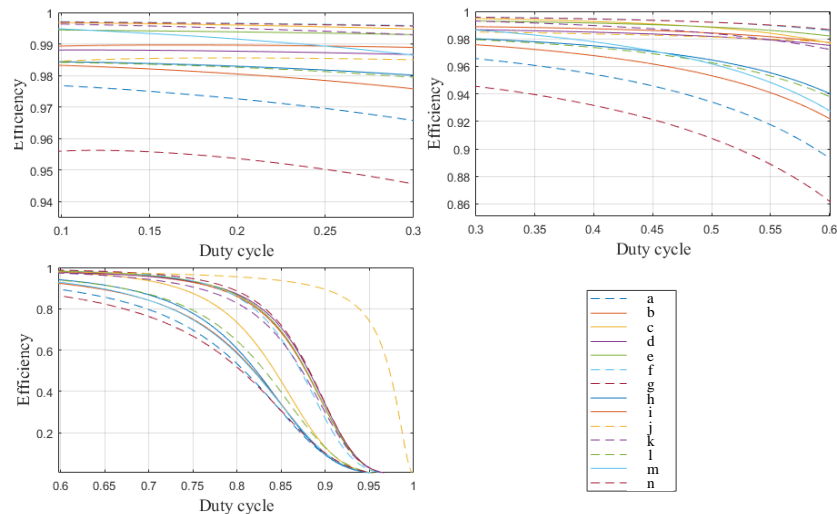 1
0.99
0.98
0.97
0.96
0.95
0.94
0.1
0.15
0.2
0.25
0.3
Efficiency
Duty cycle
1
0.98
0.96
0.94
0.92
0.9
0.88
0.86
0.3
0.35
0.4
0.45
0.5
0.55
0.6
Efficiency
Duty cycle
1
0.8
0.6
0.4
0.2
0.6
0.65
0.7
0.75
0.8
0.85
0.9
0.95
1
Efficiency
Duty cycle
a
b
c
d
e
f
g
h
i
j
k
l
m
n